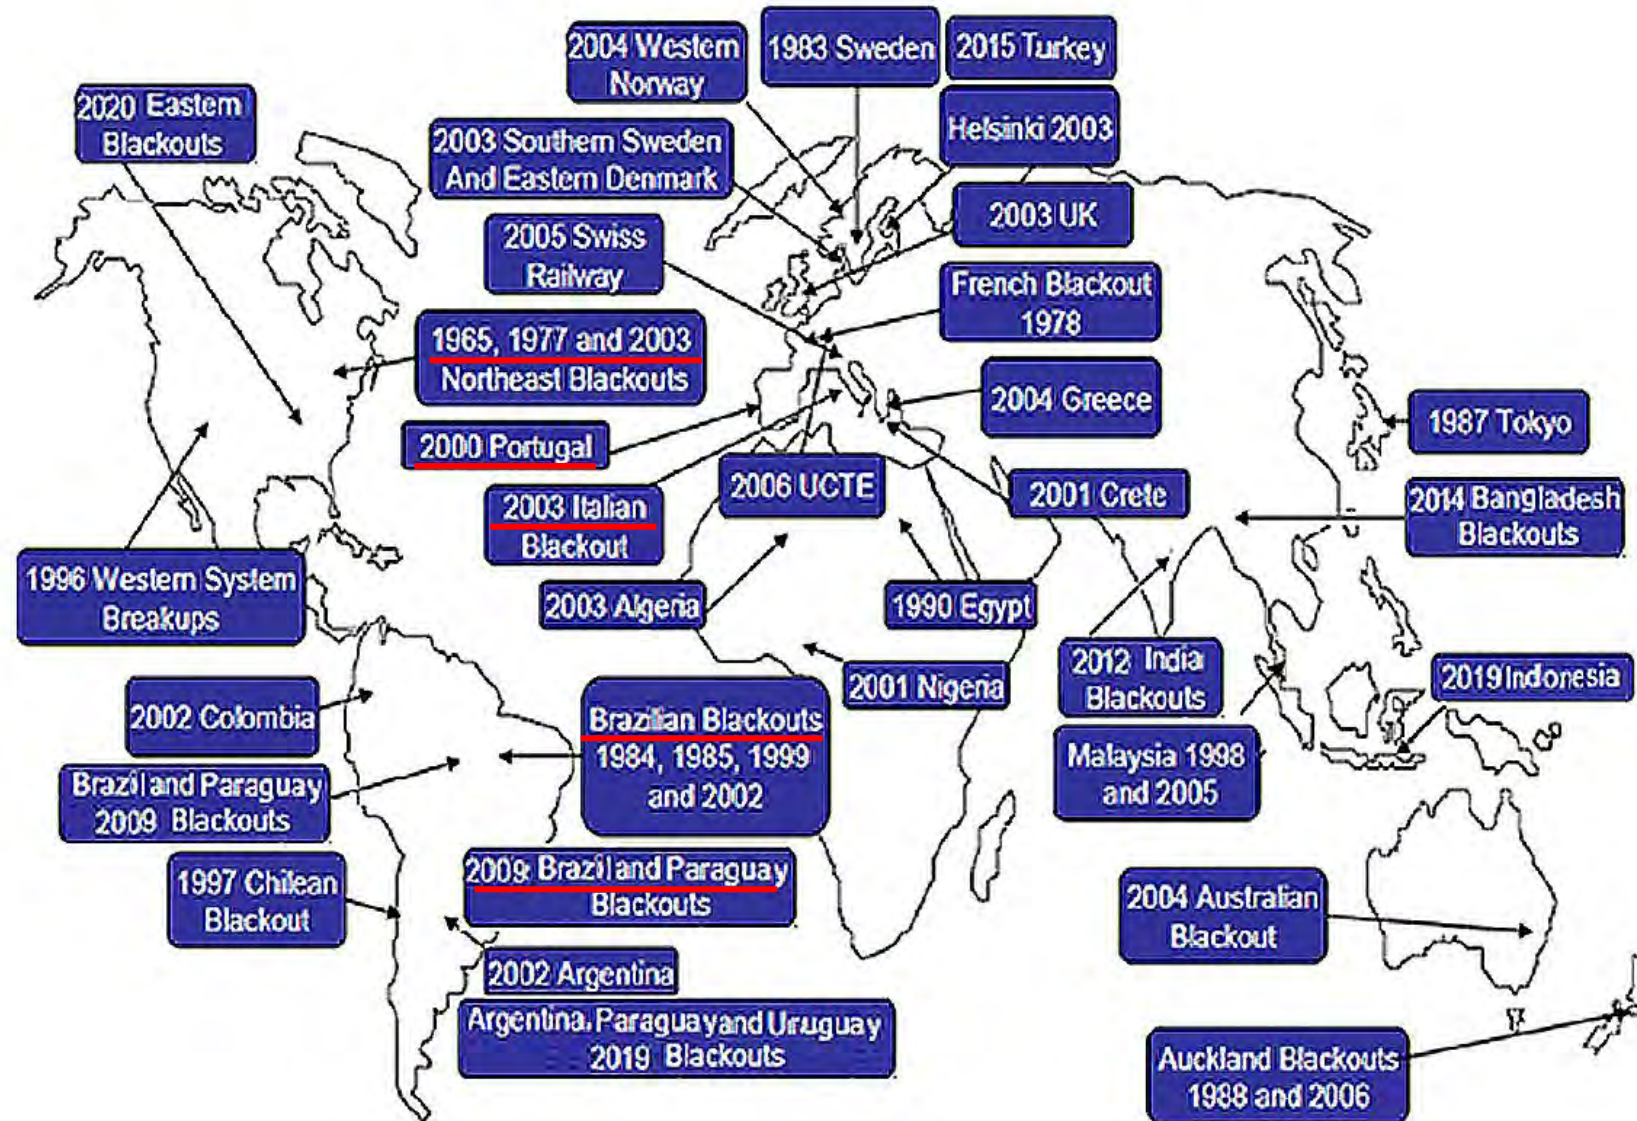 2004 Western
Norway
1983 Sweden
2015 Turkey
2020 Eastern
Blackouts
Helsinki 2003
2003 Southern Sweden
And Eastern Denmark
2003 UK
2005 Swiss
Railway
French Blackout
1978
1965, 1977 and 2003
Northeast Blackouts
2004 Greece
2000 Portugal
1987 Tokyo
2006 UCTE
2001 Crete
2003 Italian
Blackout
2014 Bangladesh
Blackouts
1996 Western System
Breakups
2003 Algeria
1990 Egypt
2012 India
Blackouts
2001 Nigeria
2019 Indonesia
2002 Colombia
Brazilian Blackouts
1984, 1985, 1999
and 2002
Malaysia 1998
and 2005
Brazil and Paraguay
2009 Blackouts
1997 Chilean
Blackout
2009 Brazil and Paraguay
Blackouts
2004 Australian
Blackout
2002 Argentina
Argentina, Paraguay and Uruguay
2019 Blackouts
Auckland Blackouts
1988 and 2006